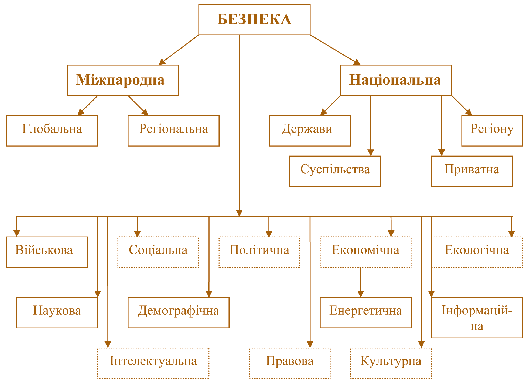 БЕЗПЕКА
Міжнародна
Національна
Глобальна
Регіональна
Держави
Регіону
Суспільства
Приватна
Військова
Соціальна
Політична
Економічна
Екологічна
Наукова
Демографічна
Енергетична
Інформацій-
на
Інтелектуальна
Правова
Культурна